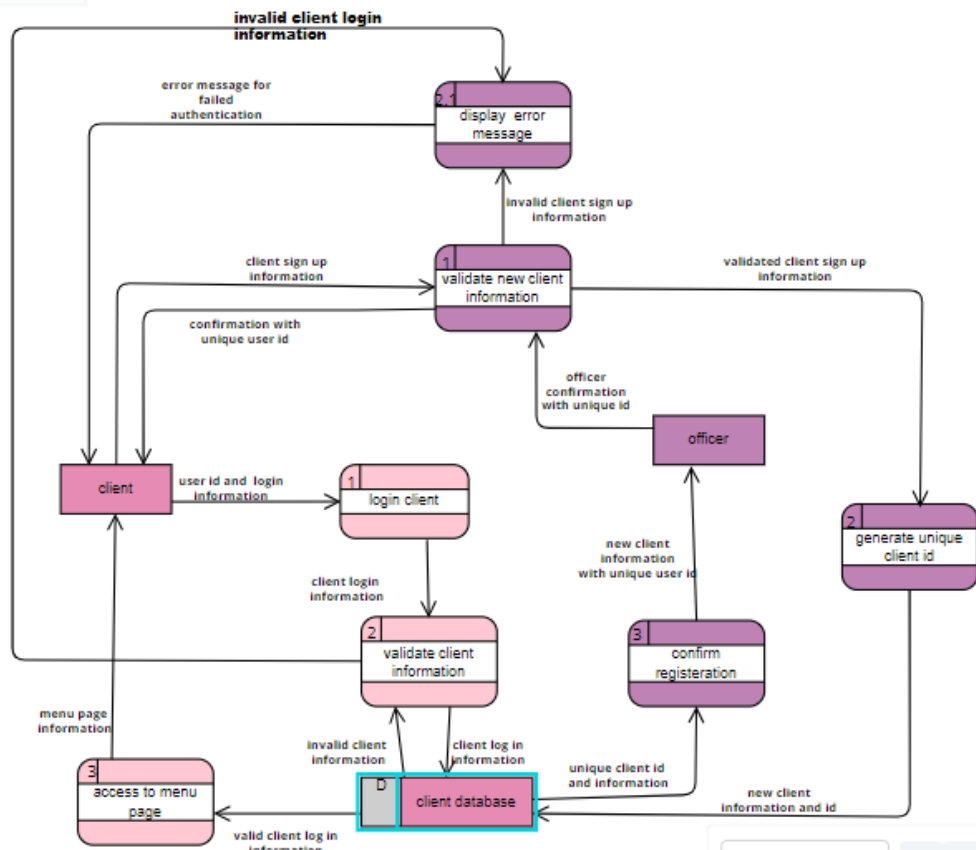 invalid client login
information
error message for
failed
authentication
2.1
display error
message
invalid client sign up
information
client sign up
information
1
validate new client
information
validated client sign up
information
confirmation with
unique user id
officer
confirmation
with unique id
officer
client
user id and login
information
1
login client
2
generate unique
client id
new client
information
with unique user id
client login
information
2
validate client
information
3
confirm
registeration
menu page
information
invalid client
information
client log in
information
unique client id
and information
new client
information and id
3
access to menu
page
D
client database
valid client log in
information